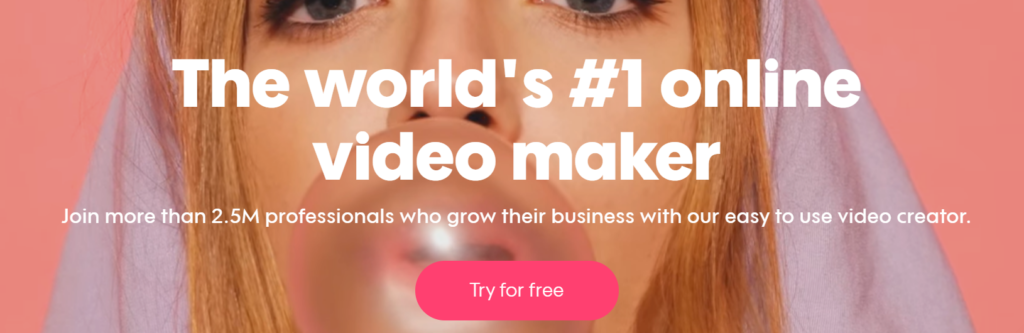 The world's #1 online
video maker
Join more than 2.5M professionals who grow their business with our easy to use video creator.
Try for free